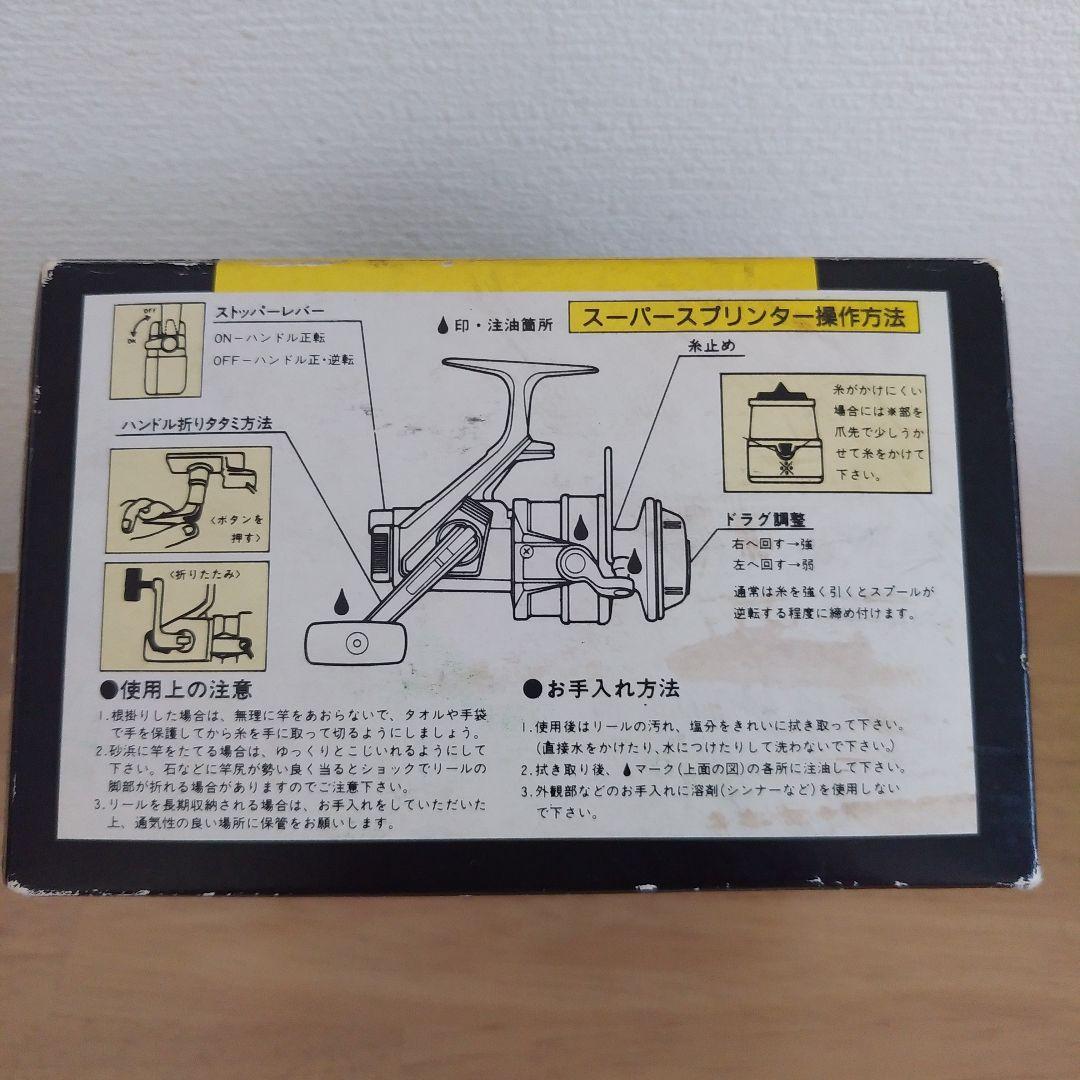 スーパースプリンター操作方法
OFF
ストッパーレバー
ON－ハンドル正転
OFF－ハンドル正・逆転
印・注油箇所
糸止め
糸がかけにくい
場合には※部を
爪先で少しうか
せて糸をかけて
下さい。
※
ハンドル折りタタミ方法
〈ボタンを
押す〉
〈折りたたみ〉
ドラグ調整
右へ回す→強
左へ回す→弱
通常は糸を強く引くとスプールが
逆転する程度に締め付けます。
●使用上の注意
1.根掛りした場合は、無理に竿をあおらないで、タオルや手袋
で手を保護してから糸を手に取って切るようにしましょう。
2.砂浜に竿をたてる場合は、ゆっくりとこじいれるようにして
下さい。石などに竿尻が勢い良く当るとショックでリールの
脚部が折れる場合がありますのでご注意下さい。
3.リールを長期収納される場合は、お手入れをしていただいた
上、通気性の良い場所に保管をお願いします。
●お手入れ方法
1.使用後はリールの汚れ、塩分をきれいに拭き取って下さい。
(直接水をかけたり、水につけたりして洗わないで下さい。)
2.拭き取り後、マーク(上面の図)の各所に注油して下さい。
3.外観部などのお手入れに溶剤(シンナーなど)を使用しない
で下さい。